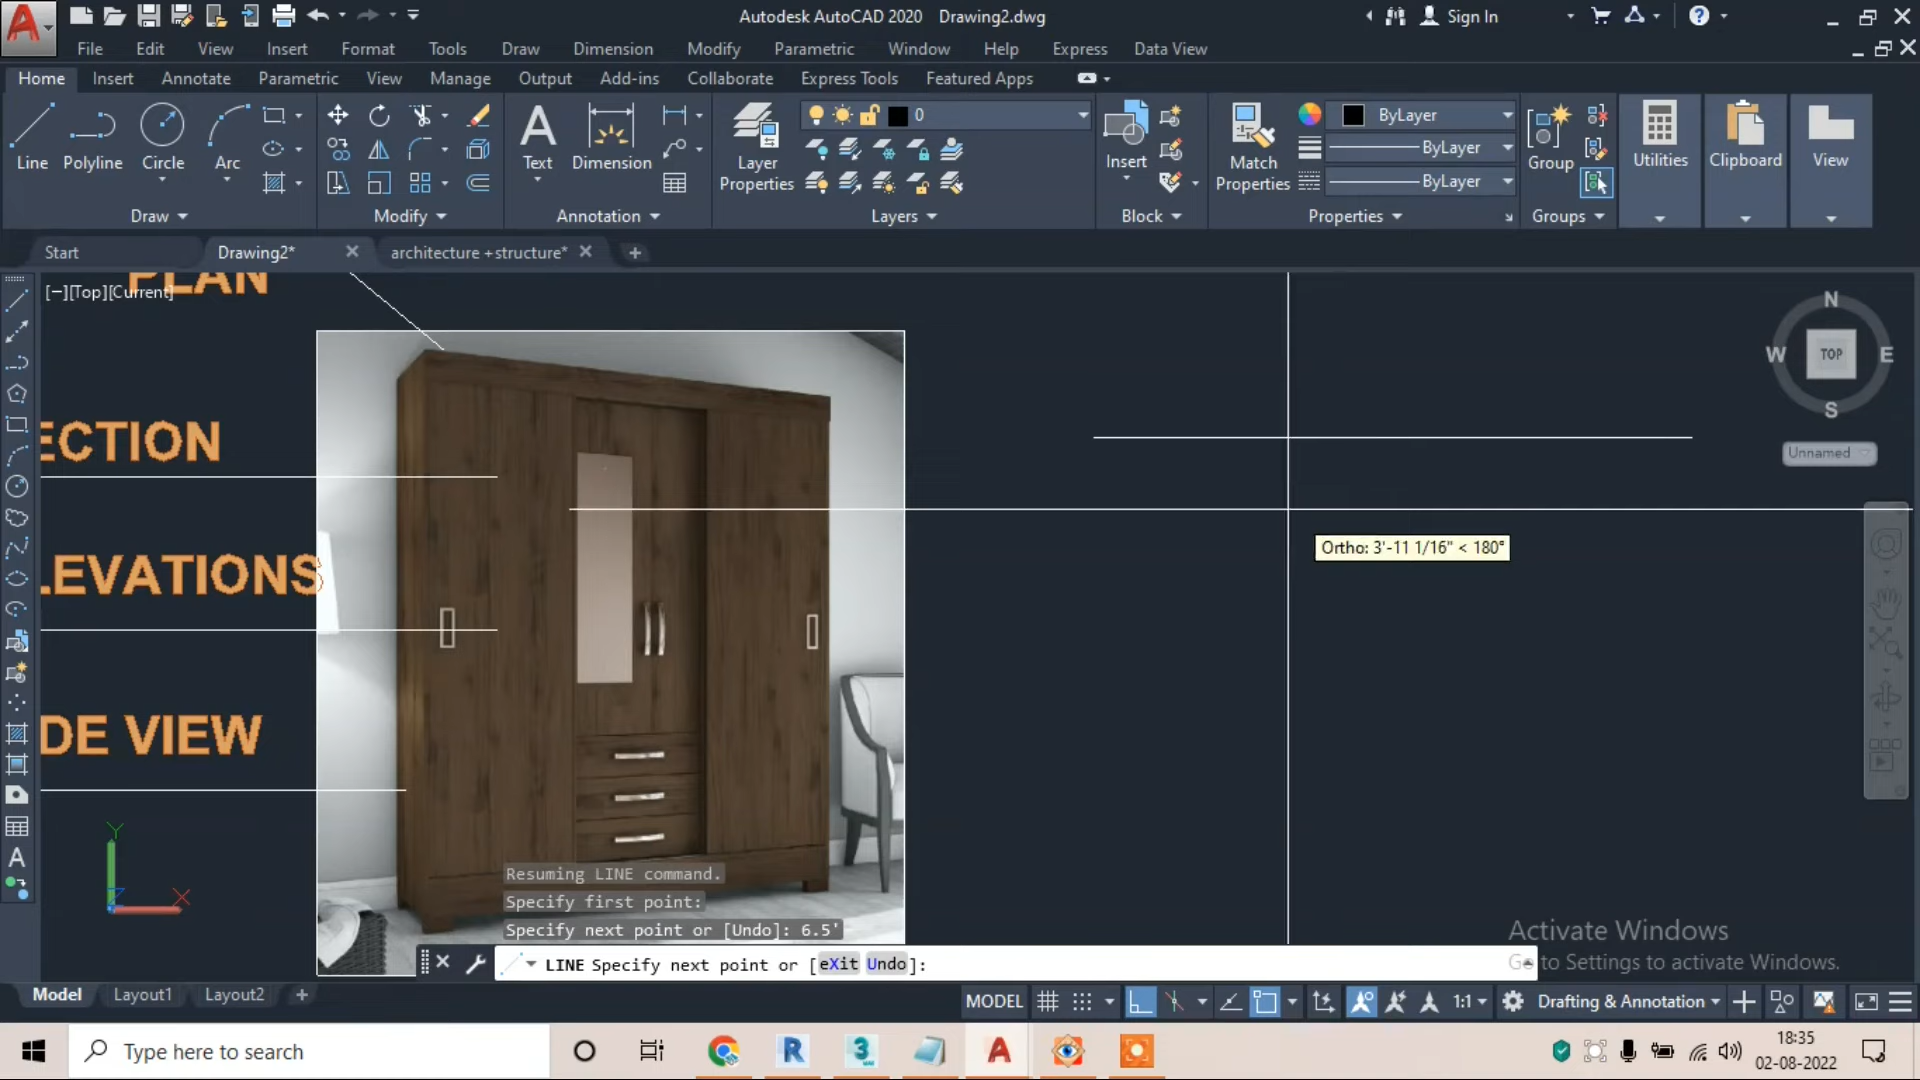 Autodesk AutoCAD 2020 Drawing2.dwg
Sign In
File Edit View Insert Format Tools Draw Dimension Modify Parametric Window Help Express Data View
Home Insert Annotate Parametric View Manage Output Add-ins Collaborate Express Tools Featured Apps
Line Polyline Circle Arc
Text Dimension
Layer Properties
0
Insert
Match Properties
ByLayer
ByLayer
ByLayer
Group
Utilities
Clipboard
View
Draw
Modify
Annotation
Layers
Block
Properties
Groups
Start Drawing2* architecture +structure*
[−][Top][Current]
PLAN
N
W TOP E
S
Unnamed
ECTION
LEVATIONS
DE VIEW
Ortho: 3'-11 1/16" < 180°
Y
X
Z
Resuming LINE command.
Specify first point:
Specify next point or [Undo]: 6.5'
LINE Specify next point or [eXit Undo]:
Activate Windows
Go to Settings to activate Windows.
Model Layout1 Layout2
MODEL
1:1
Drafting & Annotation
Type here to search
18:35
02-08-2022